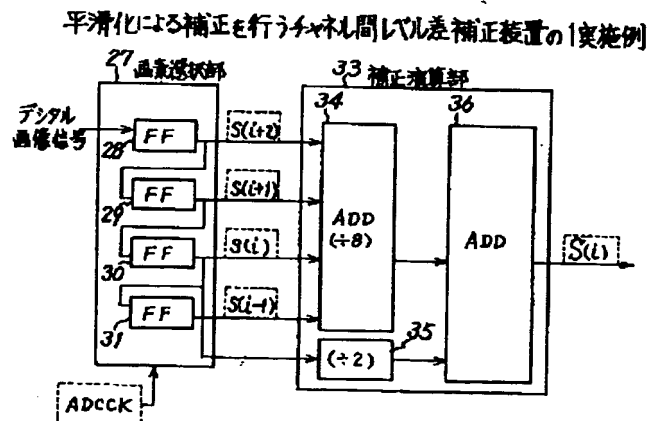 平滑化による補正を行うチャネル間レベル差補正装置の1実施例
27 画素選択部
33 補正演算部
デジタル
画像信号
28 FF
S(i+2)
29 FF
S(i+1)
30 FF
S(i)
31 FF
S(i-1)
34
ADD
(÷8)
35
(÷2)
36
ADD
S(i)
ADCCK